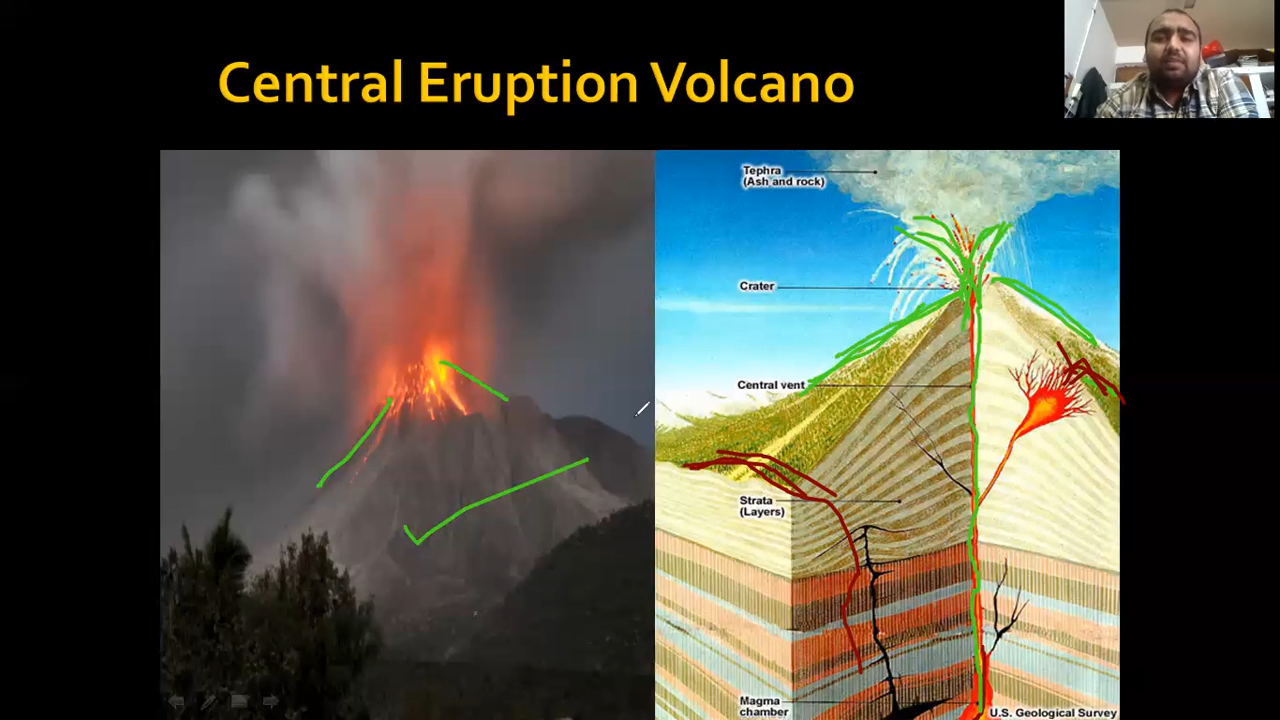 Central Eruption Volcano
Tephra
(Ash and rock)
Crater
Central vent
Strata
(Layers)
Magma
chamber
U.S. Geological Survey